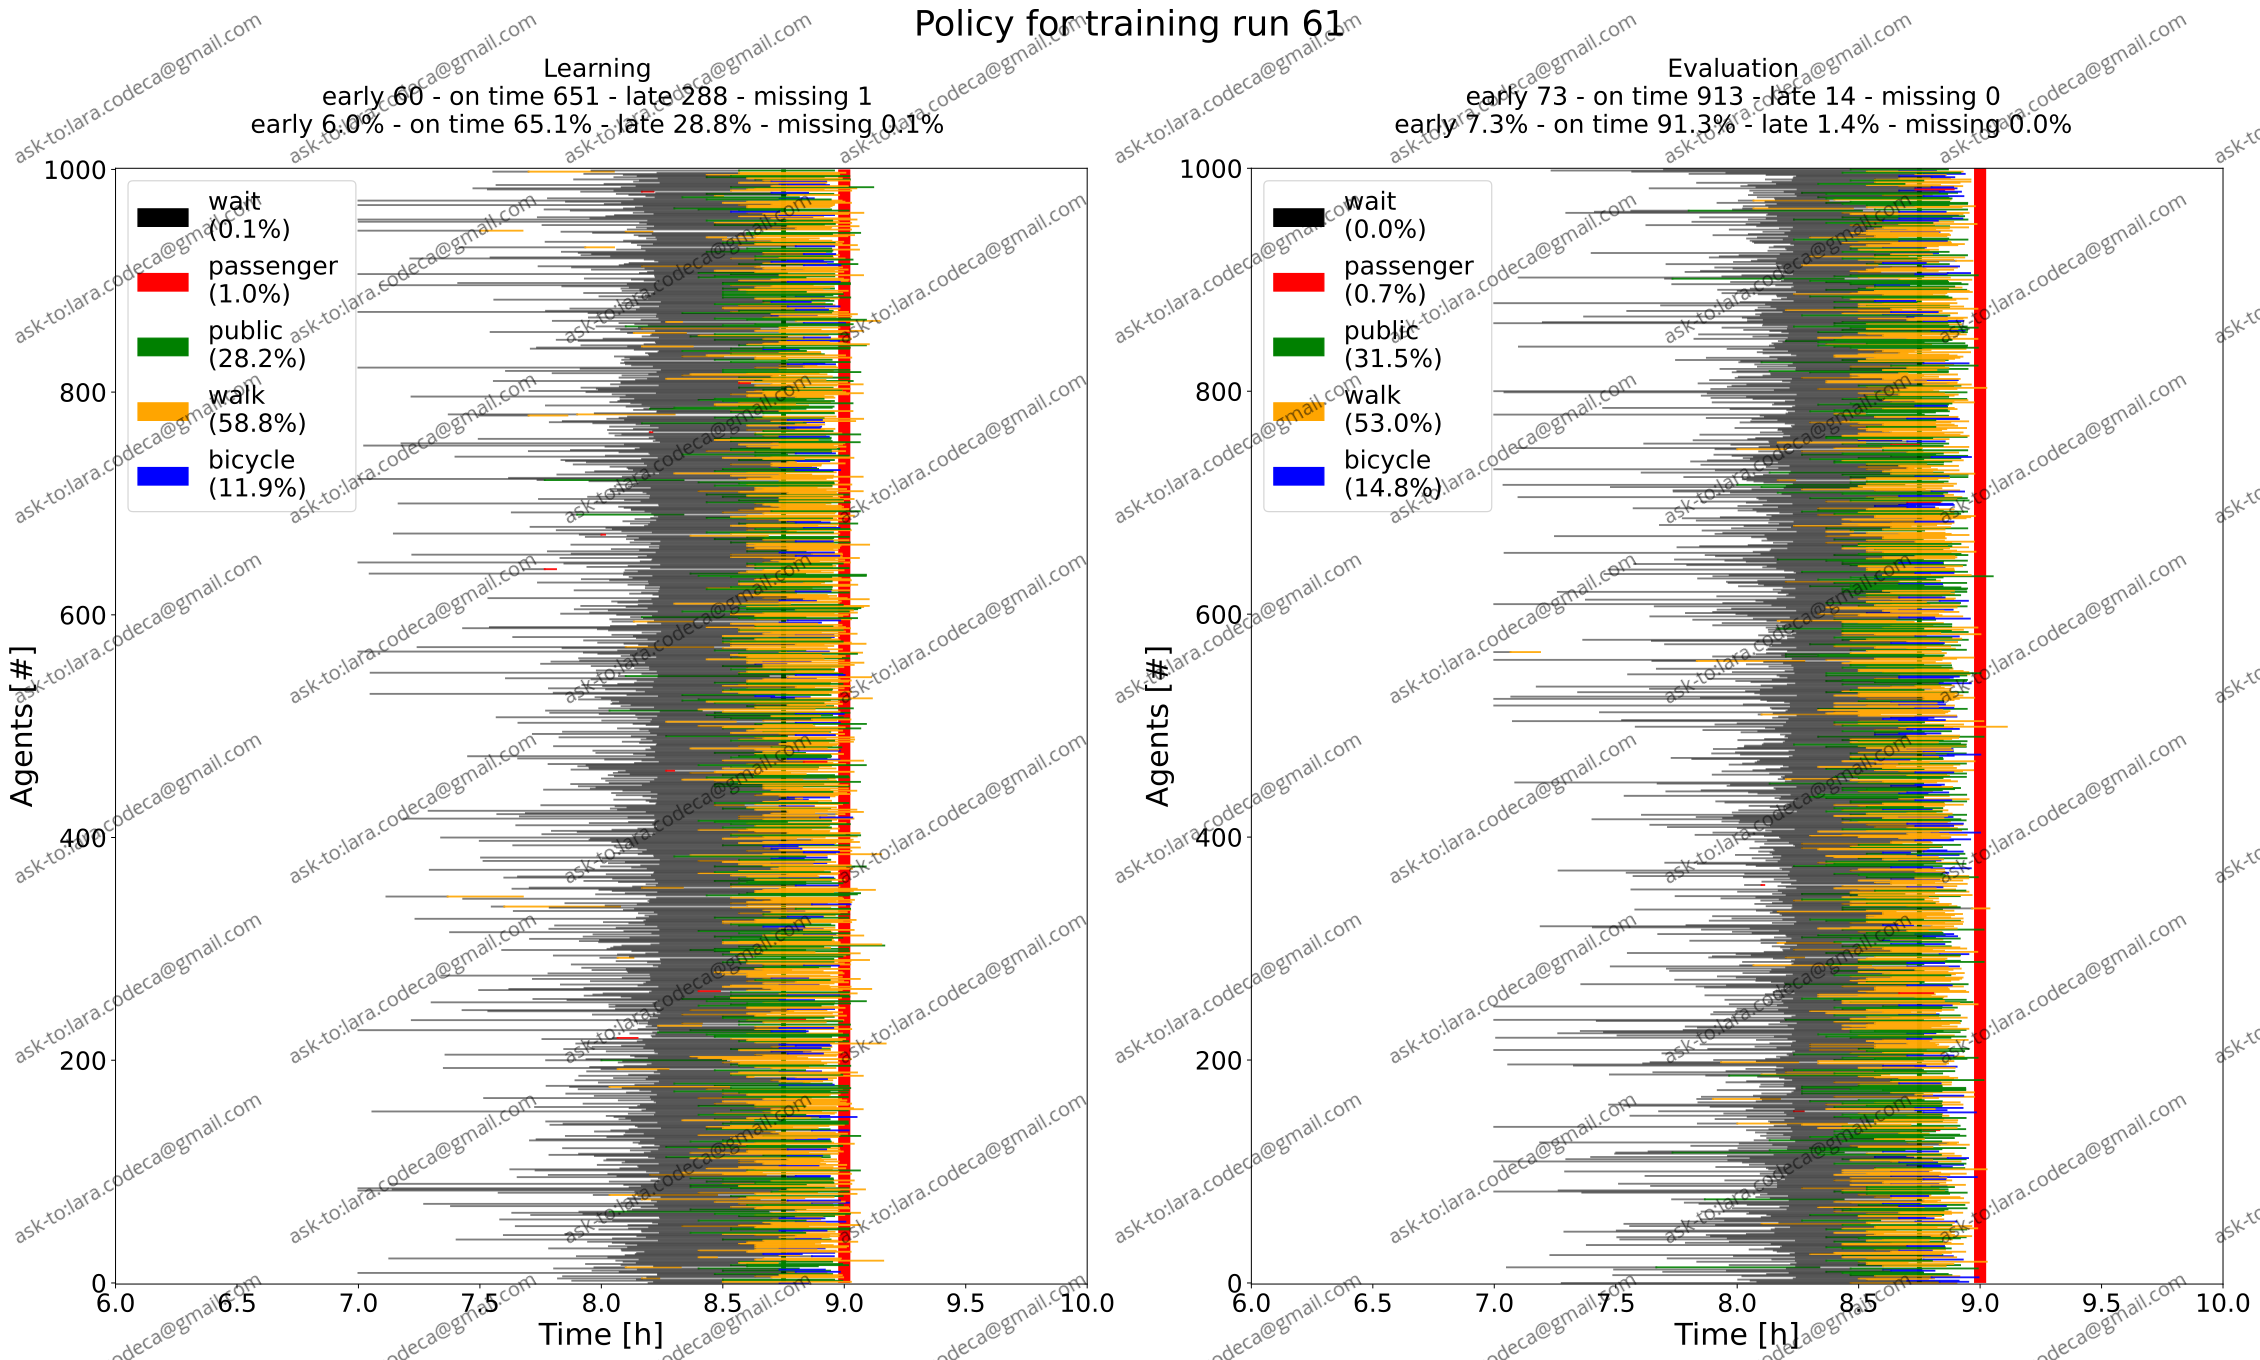 Policy for training run 61
Learning
early 60 - on time 651 - late 288 - missing 1
early 6.0% - on time 65.1% - late 28.8% - missing 0.1%
1000
800
600
400
200
0
Agents [#]
wait
(0.1%)
passenger
(1.0%)
public
(28.2%)
walk
(58.8%)
bicycle
(11.9%)
6.0 6.5 7.0 7.5 8.0 8.5 9.0 9.5 10.0
Time [h]
Evaluation
early 73 - on time 913 - late 14 - missing 0
early 7.3% - on time 91.3% - late 1.4% - missing 0.0%
1000
800
600
400
200
0
Agents [#]
wait
(0.0%)
passenger
(0.7%)
public
(31.5%)
walk
(53.0%)
bicycle
(14.8%)
6.0 6.5 7.0 7.5 8.0 8.5 9.0 9.5 10.0
Time [h]
ask-to:lara.codeca@gmail.com